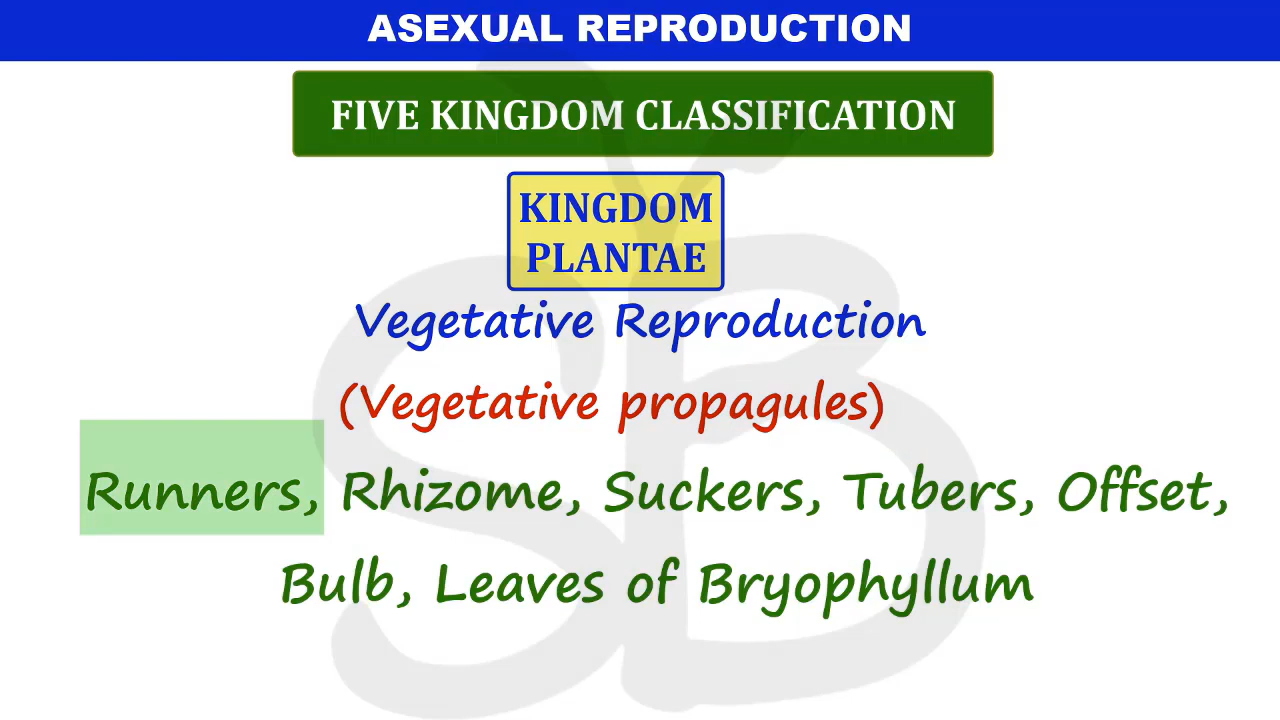 ASEXUAL REPRODUCTION
FIVE KINGDOM CLASSIFICATION
KINGDOM
PLANTAE
Vegetative Reproduction
(Vegetative propagules)
Runners, Rhizome, Suckers, Tubers, Offset,
Bulb, Leaves of Bryophyllum
SB